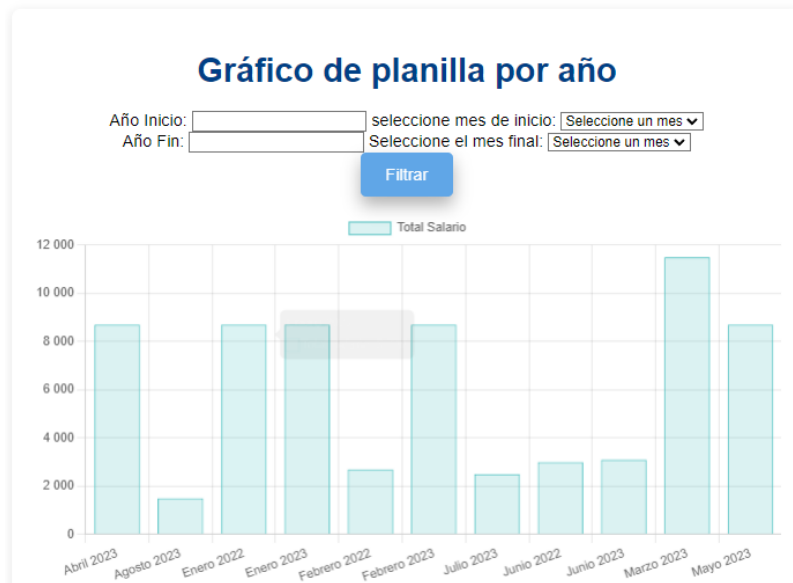 Gráfico de planilla por año
Año Inicio: seleccione mes de inicio: Seleccione un mes
Año Fin: Seleccione el mes final: Seleccione un mes
Filtrar
Total Salario
12 000
10 000
8 000
6 000
4 000
2 000
0
Abril 2023 Agosto 2023 Enero 2022 Enero 2023 Febrero 2022 Febrero 2023 Julio 2023 Junio 2022 Junio 2023 Marzo 2023 Mayo 2023